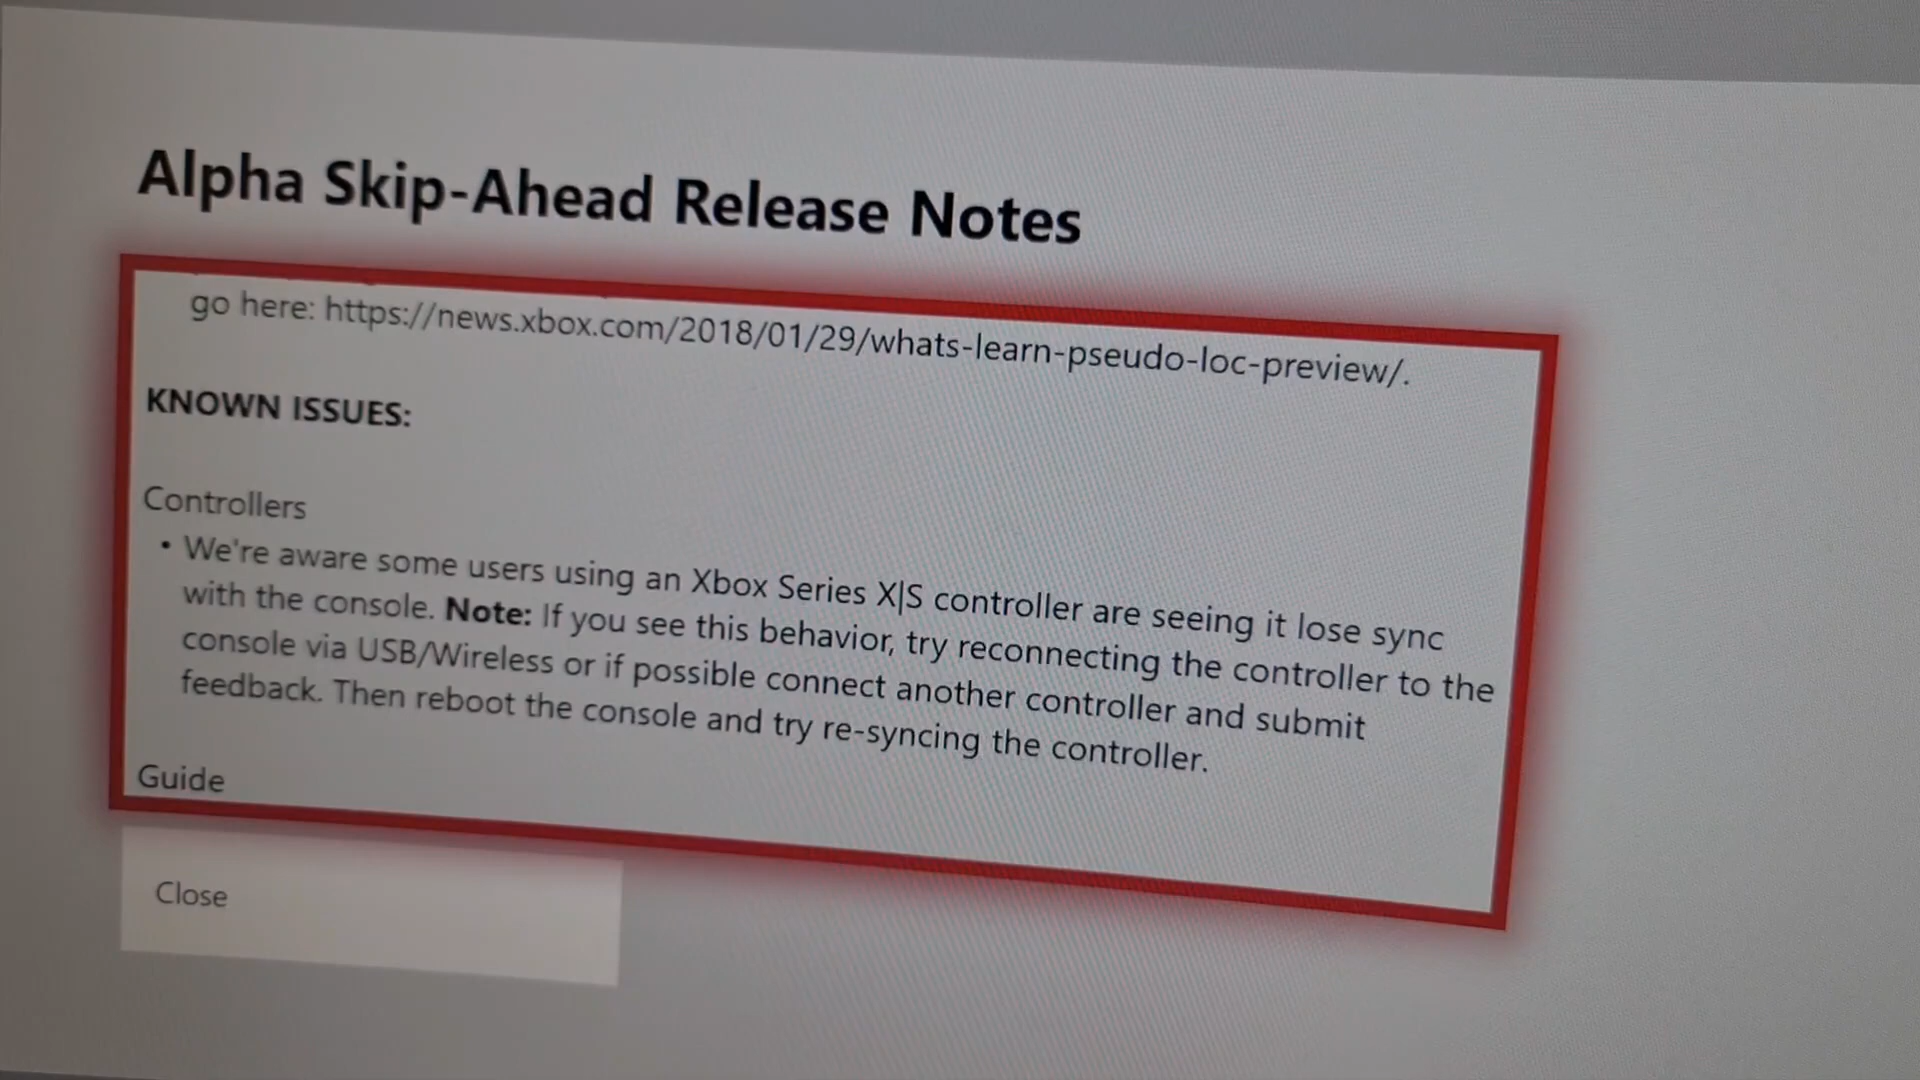 Alpha Skip-Ahead Release Notes
go here: https://news.xbox.com/2018/01/29/whats-learn-pseudo-loc-preview/.
KNOWN ISSUES:
Controllers
• We're aware some users using an Xbox Series X|S controller are seeing it lose sync
with the console. Note: If you see this behavior, try reconnecting the controller to the
console via USB/Wireless or if possible connect another controller and submit
feedback. Then reboot the console and try re-syncing the controller.
Guide
Close